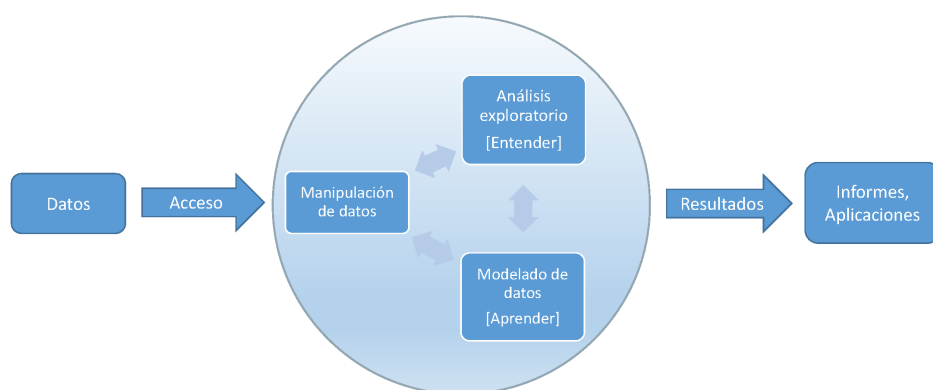 Datos
Acceso
Manipulación
de datos
Análisis
exploratorio
[Entender]
Modelado de
datos
[Aprender]
Resultados
Informes,
Aplicaciones